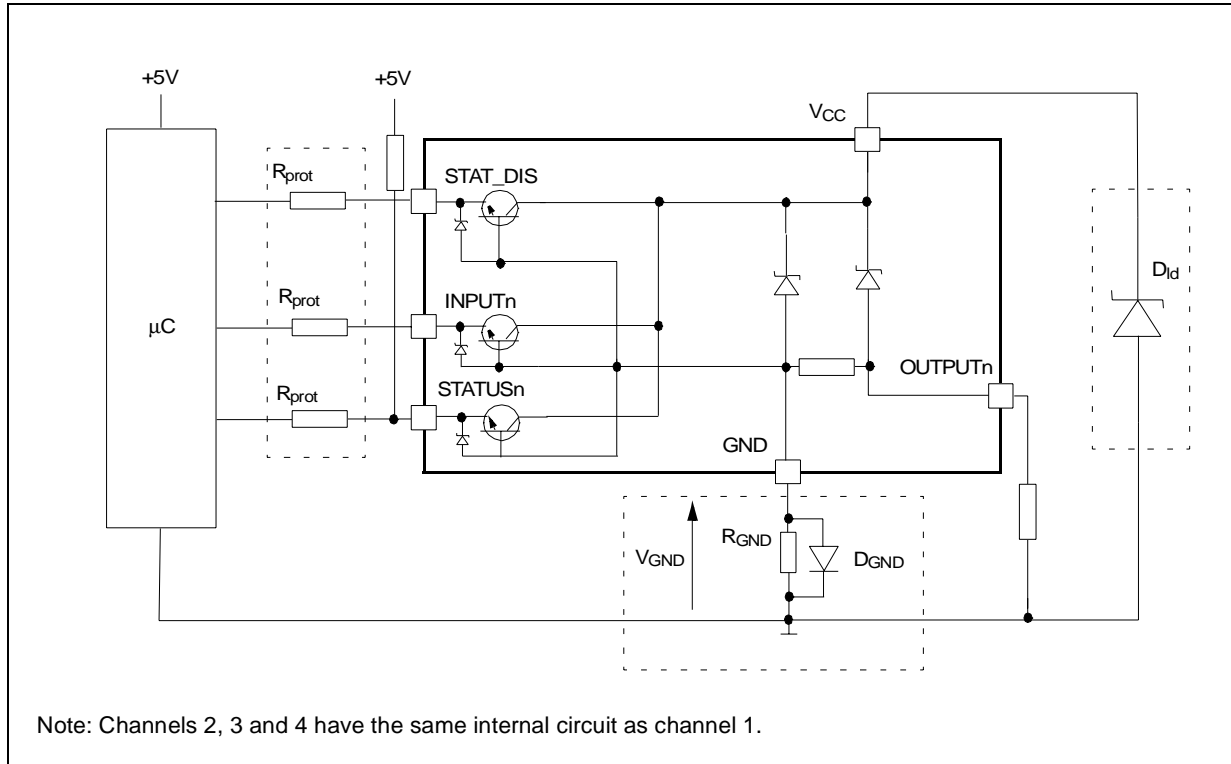 +5V
+5V
VCC
Rprot
STAT_DIS
Dld
Rprot
INPUTn
μC
OUTPUTn
Rprot
STATUSn
GND
RGND
VGND
DGND
Note: Channels 2, 3 and 4 have the same internal circuit as channel 1.